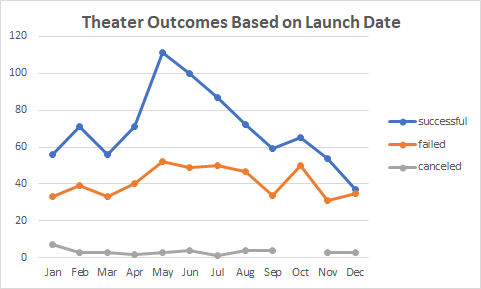 Theater Outcomes Based on Launch Date
120
100
80
60
40
20
0
Jan Feb Mar Apr May Jun Jul Aug Sep Oct Nov Dec
successful
failed
canceled